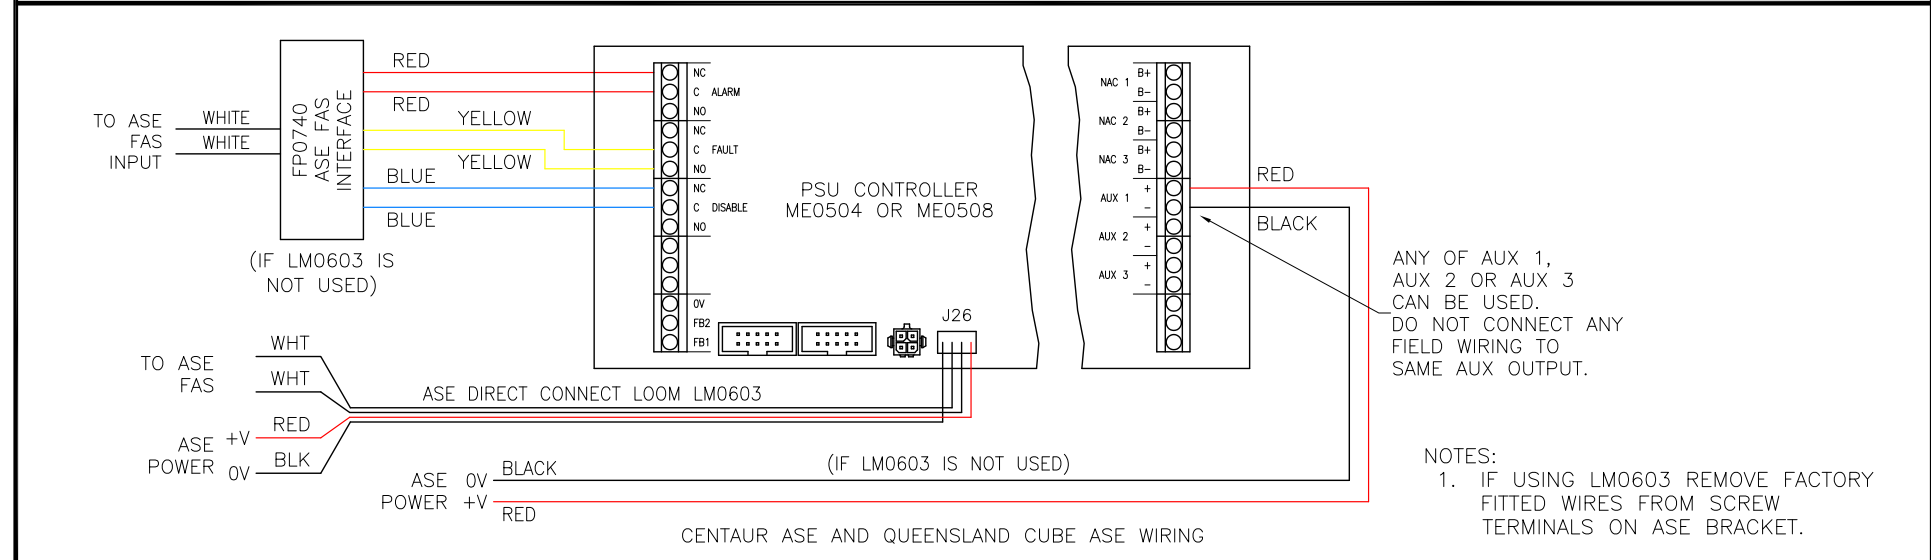 RED
RED
YELLOW
YELLOW
BLUE
BLUE
TO ASE
FAS
INPUT
WHITE
WHITE
FP0740
ASE FAS
INTERFACE
(IF LM0603 IS
NOT USED)
NC
C ALARM
NO
NC
C FAULT
NO
NC
C DISABLE
NO
0V
FB2
FB1
PSU CONTROLLER
ME0504 OR ME0508
J26
NAC 1 B+
B-
NAC 2 B+
B-
NAC 3 B+
B-
AUX 1 +
-
AUX 2 +
-
AUX 3 +
-
RED
BLACK
ANY OF AUX 1,
AUX 2 OR AUX 3
CAN BE USED.
DO NOT CONNECT ANY
FIELD WIRING TO
SAME AUX OUTPUT.
TO ASE
FAS
WHT
WHT
ASE DIRECT CONNECT LOOM LM0603
ASE
POWER
+V RED
0V BLK
ASE 0V BLACK
POWER +V RED
(IF LM0603 IS NOT USED)
CENTAUR ASE AND QUEENSLAND CUBE ASE WIRING
NOTES:
1. IF USING LM0603 REMOVE FACTORY
FITTED WIRES FROM SCREW
TERMINALS ON ASE BRACKET.